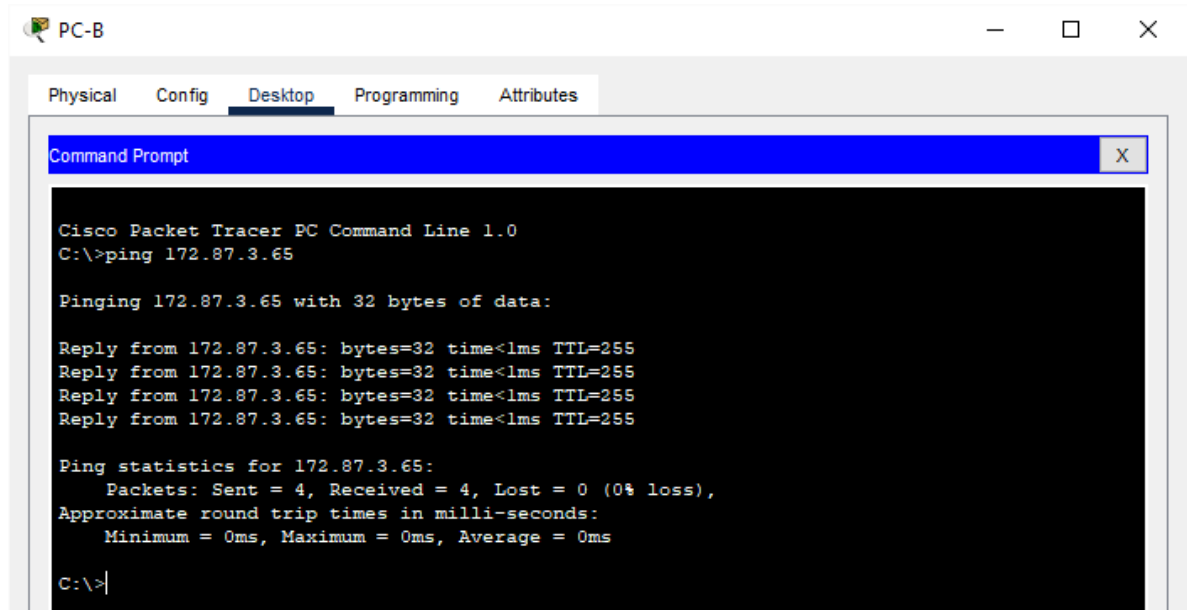 PC-B
Physical Config Desktop Programming Attributes
Command Prompt X
Cisco Packet Tracer PC Command Line 1.0
C:\>ping 172.87.3.65
Pinging 172.87.3.65 with 32 bytes of data:
Reply from 172.87.3.65: bytes=32 time<1ms TTL=255
Reply from 172.87.3.65: bytes=32 time<1ms TTL=255
Reply from 172.87.3.65: bytes=32 time<1ms TTL=255
Reply from 172.87.3.65: bytes=32 time<1ms TTL=255
Ping statistics for 172.87.3.65:
Packets: Sent = 4, Received = 4, Lost = 0 (0% loss),
Approximate round trip times in milli-seconds:
Minimum = 0ms, Maximum = 0ms, Average = 0ms
C:\>